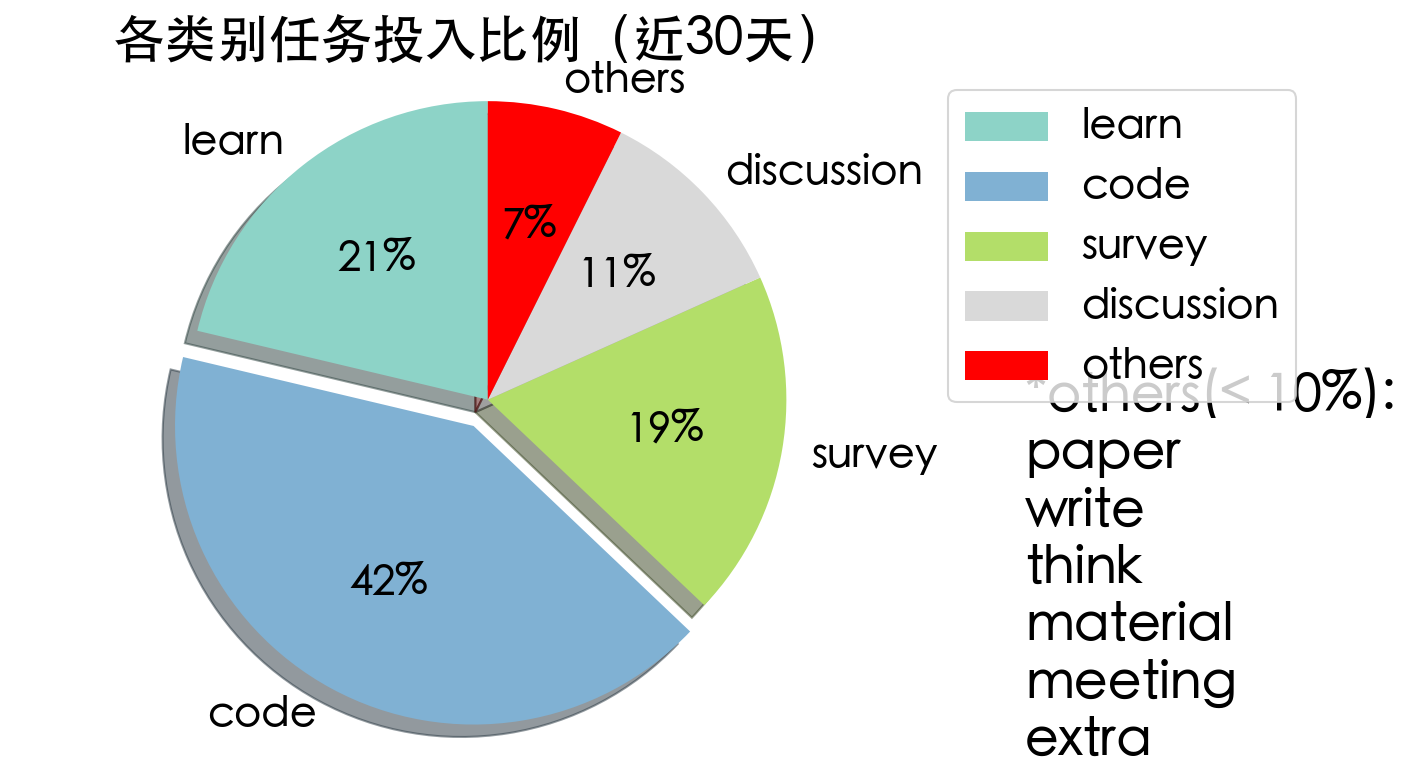 各类别任务投入比例（近30天）
others
learn
discussion
7%
21%
11%
19%
survey
42%
code
learn
code
survey
discussion
others
*others(< 10%):
paper
write
think
material
meeting
extra